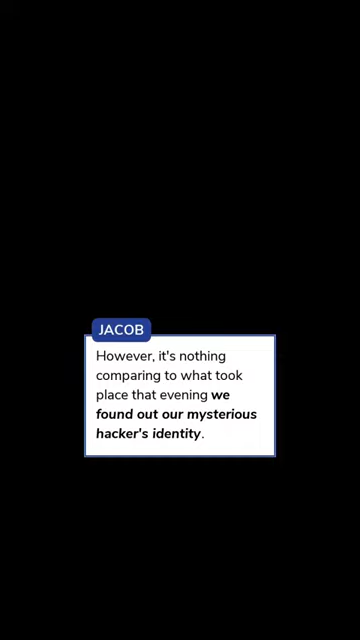 JACOB
However, it's nothing
comparing to what took
place that evening we
found out our mysterious
hacker's identity.